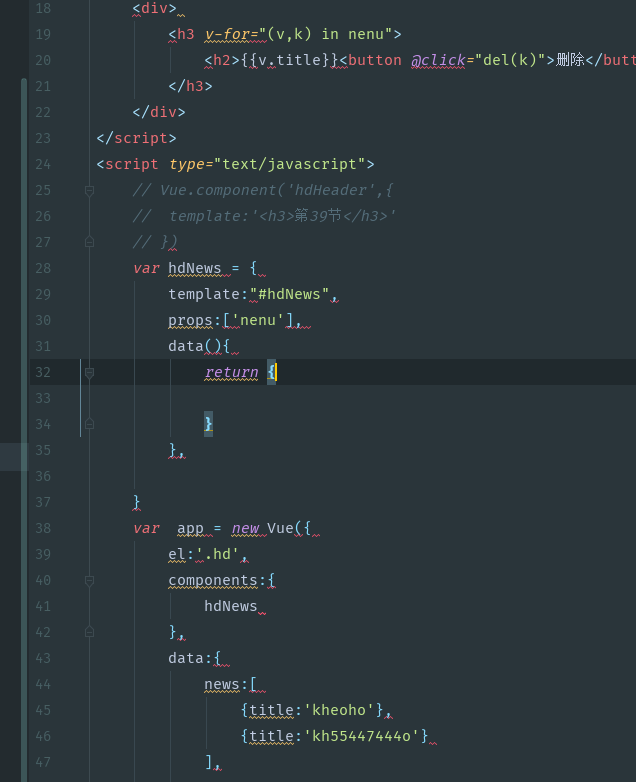 18 <div>
19 <h3 v-for="(v,k) in nenu">
20 <h2>{{v.title}}<button @click="del(k)">删除</butt
21 </h3>
22 </div>
23 </script>
24 <script type="text/javascript">
25 // Vue.component('hdHeader',{
26 //  template:'<h3>第39节</h3>'
27 // })
28 var hdNews = {
29 template:"#hdNews",
30 props:['nenu'],
31 data(){
32 return {
33
34 }
35 },
36
37 }
38 var  app = new Vue({
39 el:'.hd',
40 components:{
41 hdNews
42 },
43 data:{
44 news:[
45 {title:'kheoho'},
46 {title:'kh55447444o'}
47 ],